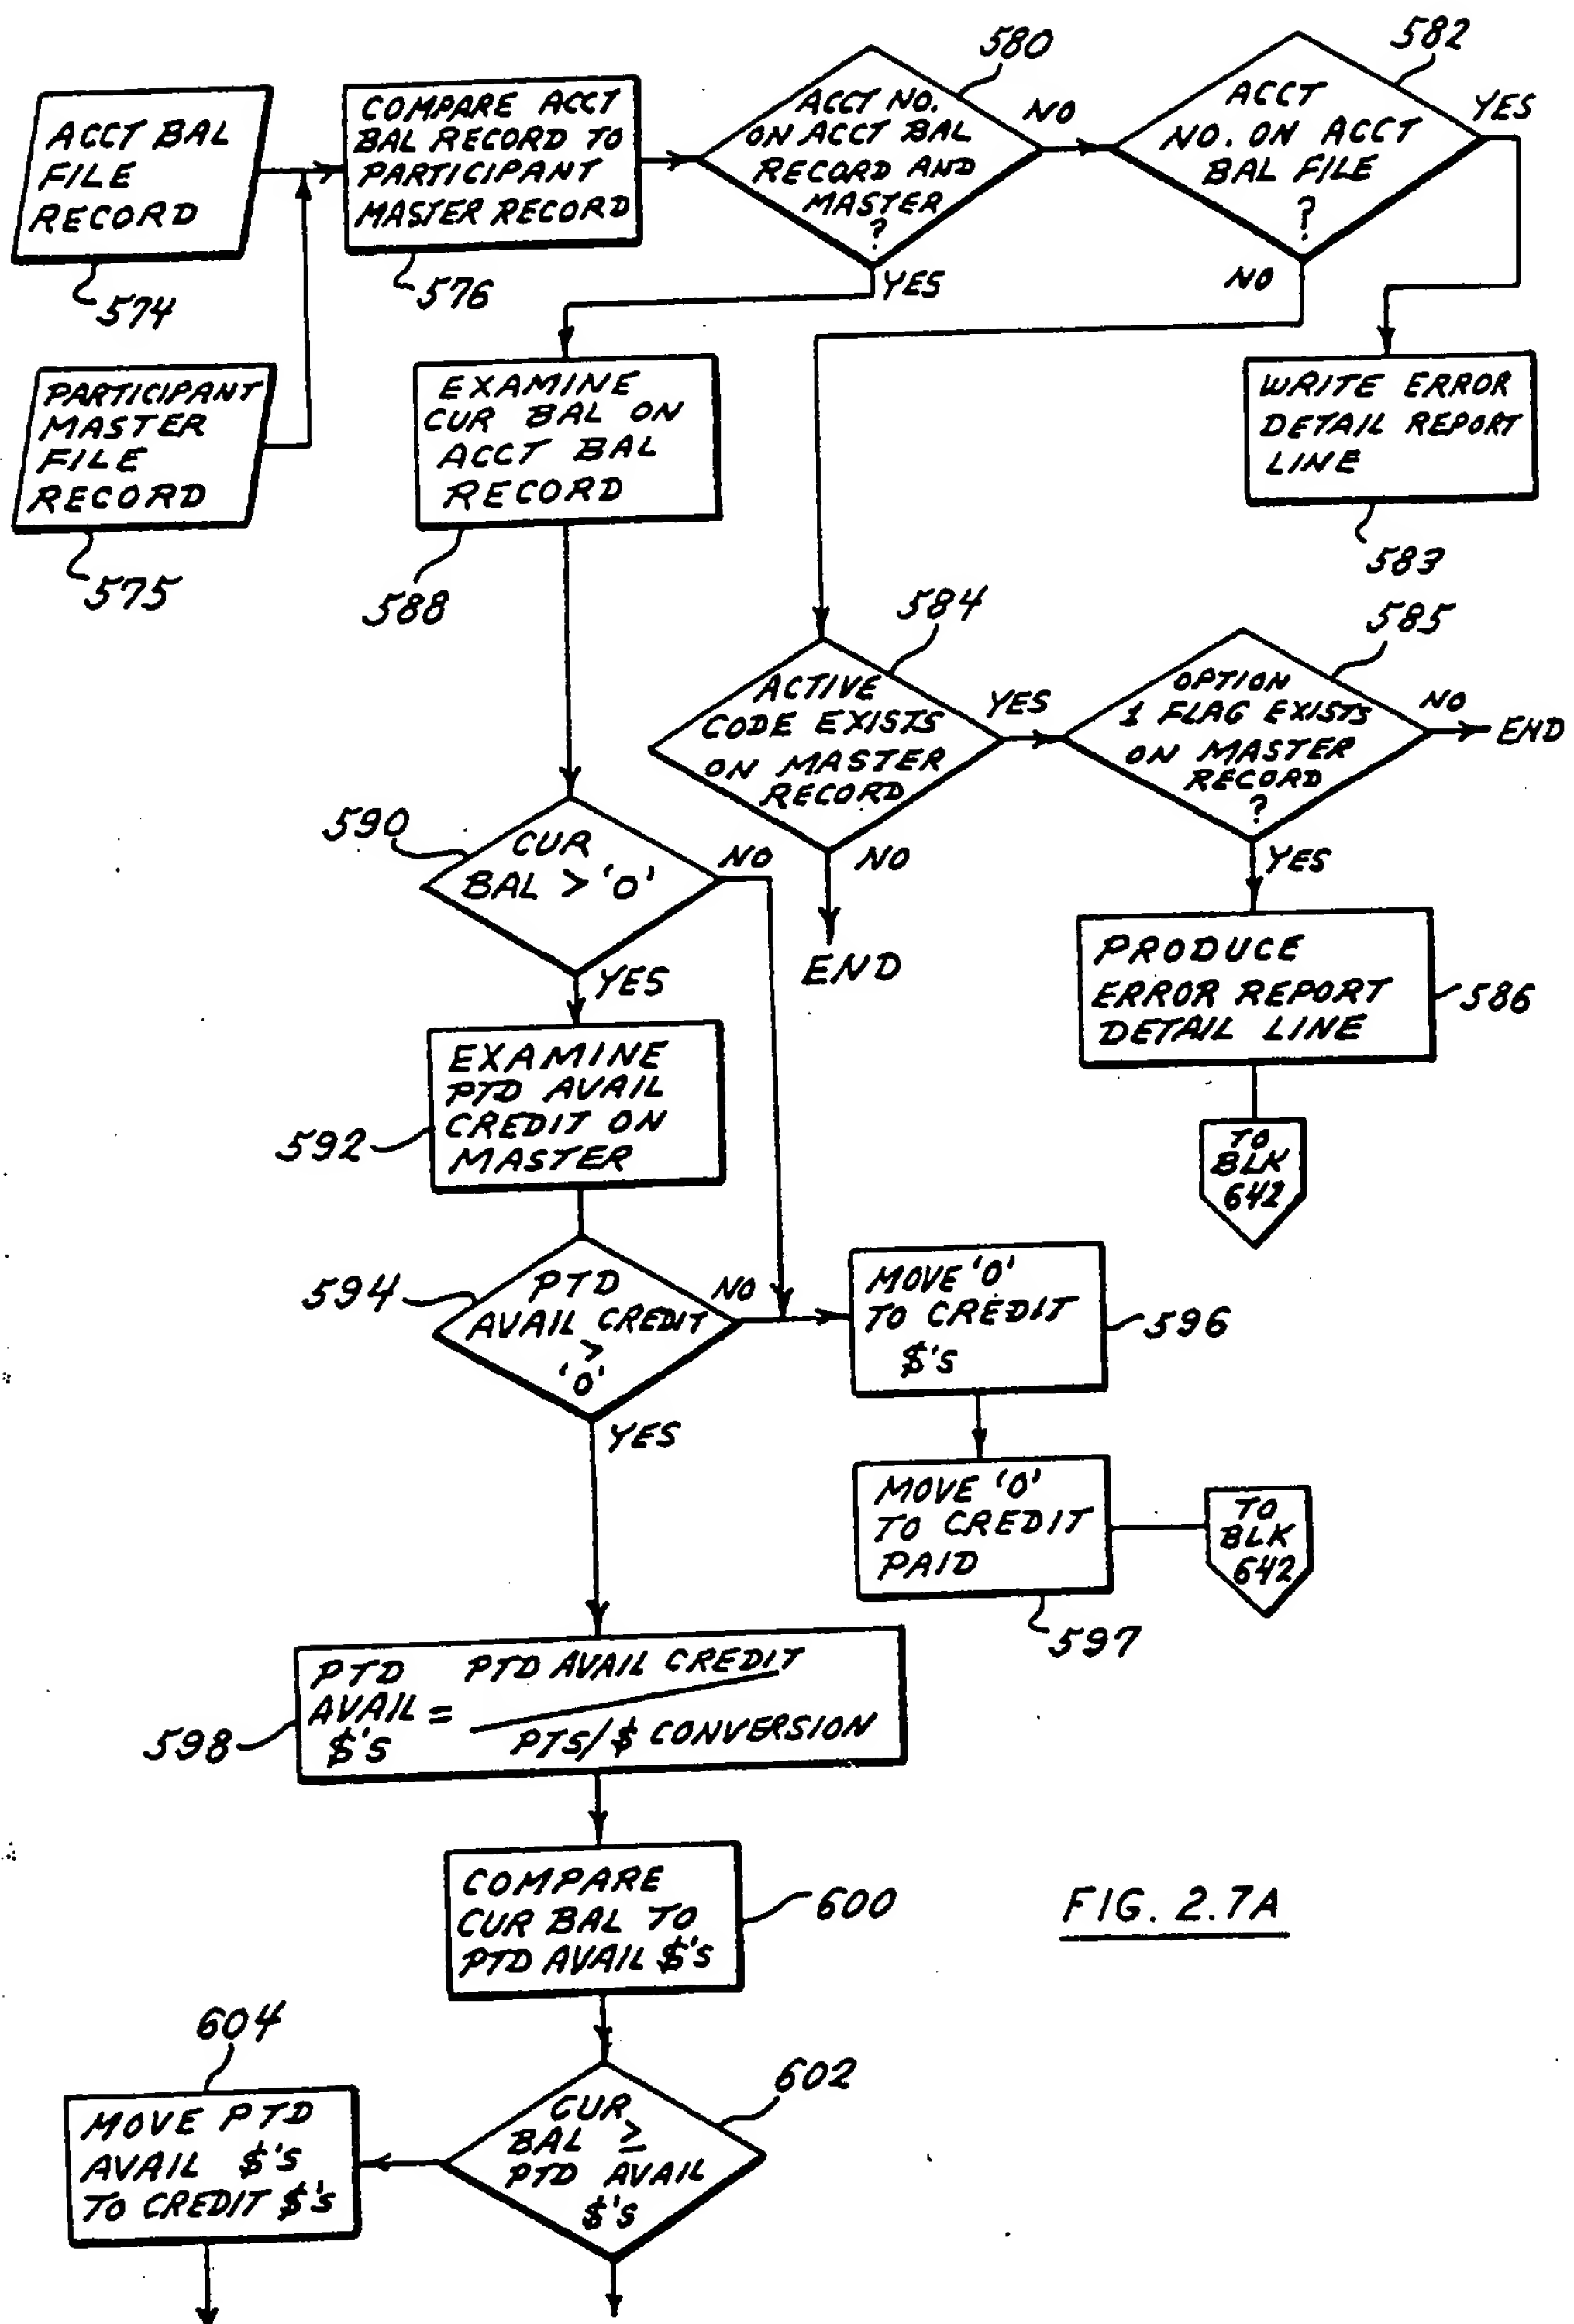 580
582
ACCT BAL
FILE
RECORD
574
COMPARE ACCT
BAL RECORD TO
PARTICIPANT
MASTER RECORD
576
ACCT NO.
ON ACCT BAL
RECORD AND
MASTER
?
NO
YES
ACCT
NO. ON ACCT
BAL FILE
?
YES
NO
PARTICIPANT
MASTER
FILE
RECORD
575
EXAMINE
CUR BAL ON
ACCT BAL
RECORD
588
WRITE ERROR
DETAIL REPORT
LINE
583
584
585
ACTIVE
CODE EXISTS
ON MASTER
RECORD
YES
NO
END
OPTION
1 FLAG EXISTS
ON MASTER
RECORD
?
NO
END
YES
590
CUR
BAL > '0'
NO
YES
PRODUCE
ERROR REPORT
DETAIL LINE
586
TO
BLK
642
592
EXAMINE
PTD AVAIL
CREDIT ON
MASTER
594
PTD
AVAIL CREDIT
>
'0'
NO
YES
MOVE '0'
TO CREDIT
$'S
596
MOVE '0'
TO CREDIT
PAID
597
TO
BLK
642
598
PTD
AVAIL =
$'S
PTD AVAIL CREDIT
PTS/$ CONVERSION
COMPARE
CUR BAL TO
PTD AVAIL $'S
600
FIG. 2.7A
604
MOVE PTD
AVAIL $'S
TO CREDIT $'S
602
CUR
BAL ≥
PTD AVAIL
$'S